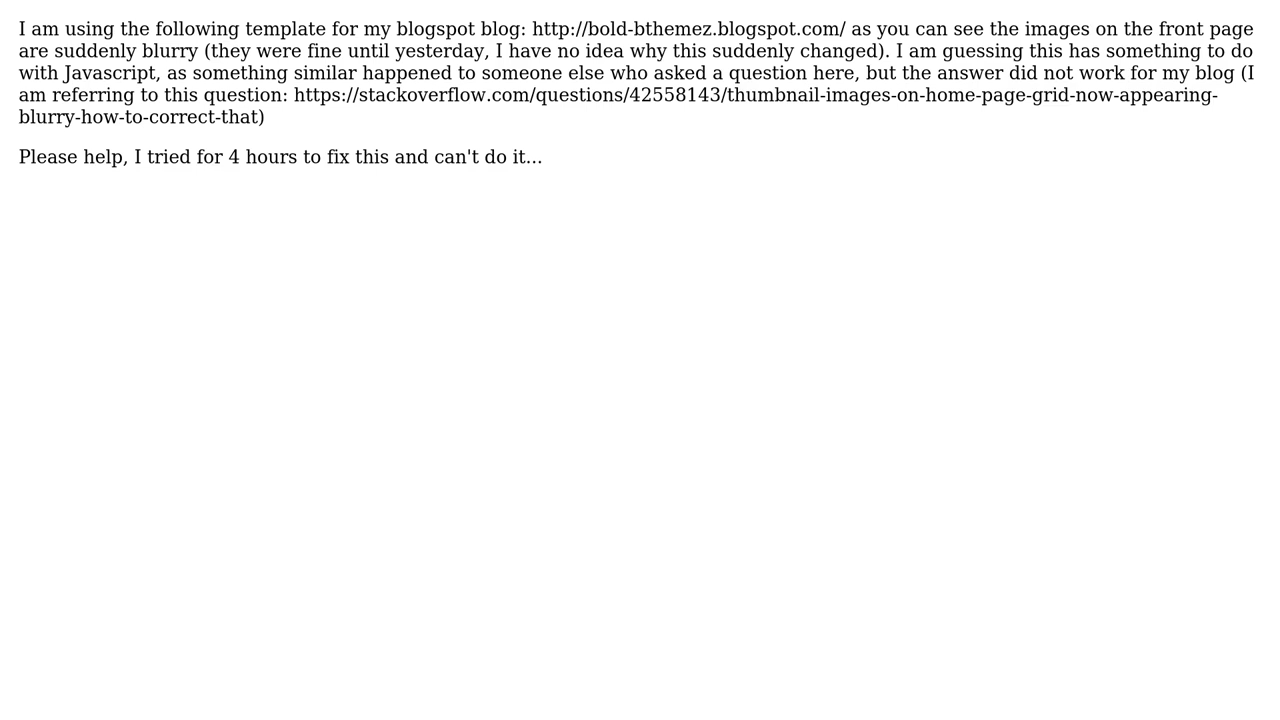 I am using the following template for my blogspot blog: http://bold-bthemez.blogspot.com/ as you can see the images on the front page
are suddenly blurry (they were fine until yesterday, I have no idea why this suddenly changed). I am guessing this has something to do
with Javascript, as something similar happened to someone else who asked a question here, but the answer did not work for my blog (I
am referring to this question: https://stackoverflow.com/questions/42558143/thumbnail-images-on-home-page-grid-now-appearing-
blurry-how-to-correct-that)
Please help, I tried for 4 hours to fix this and can't do it...